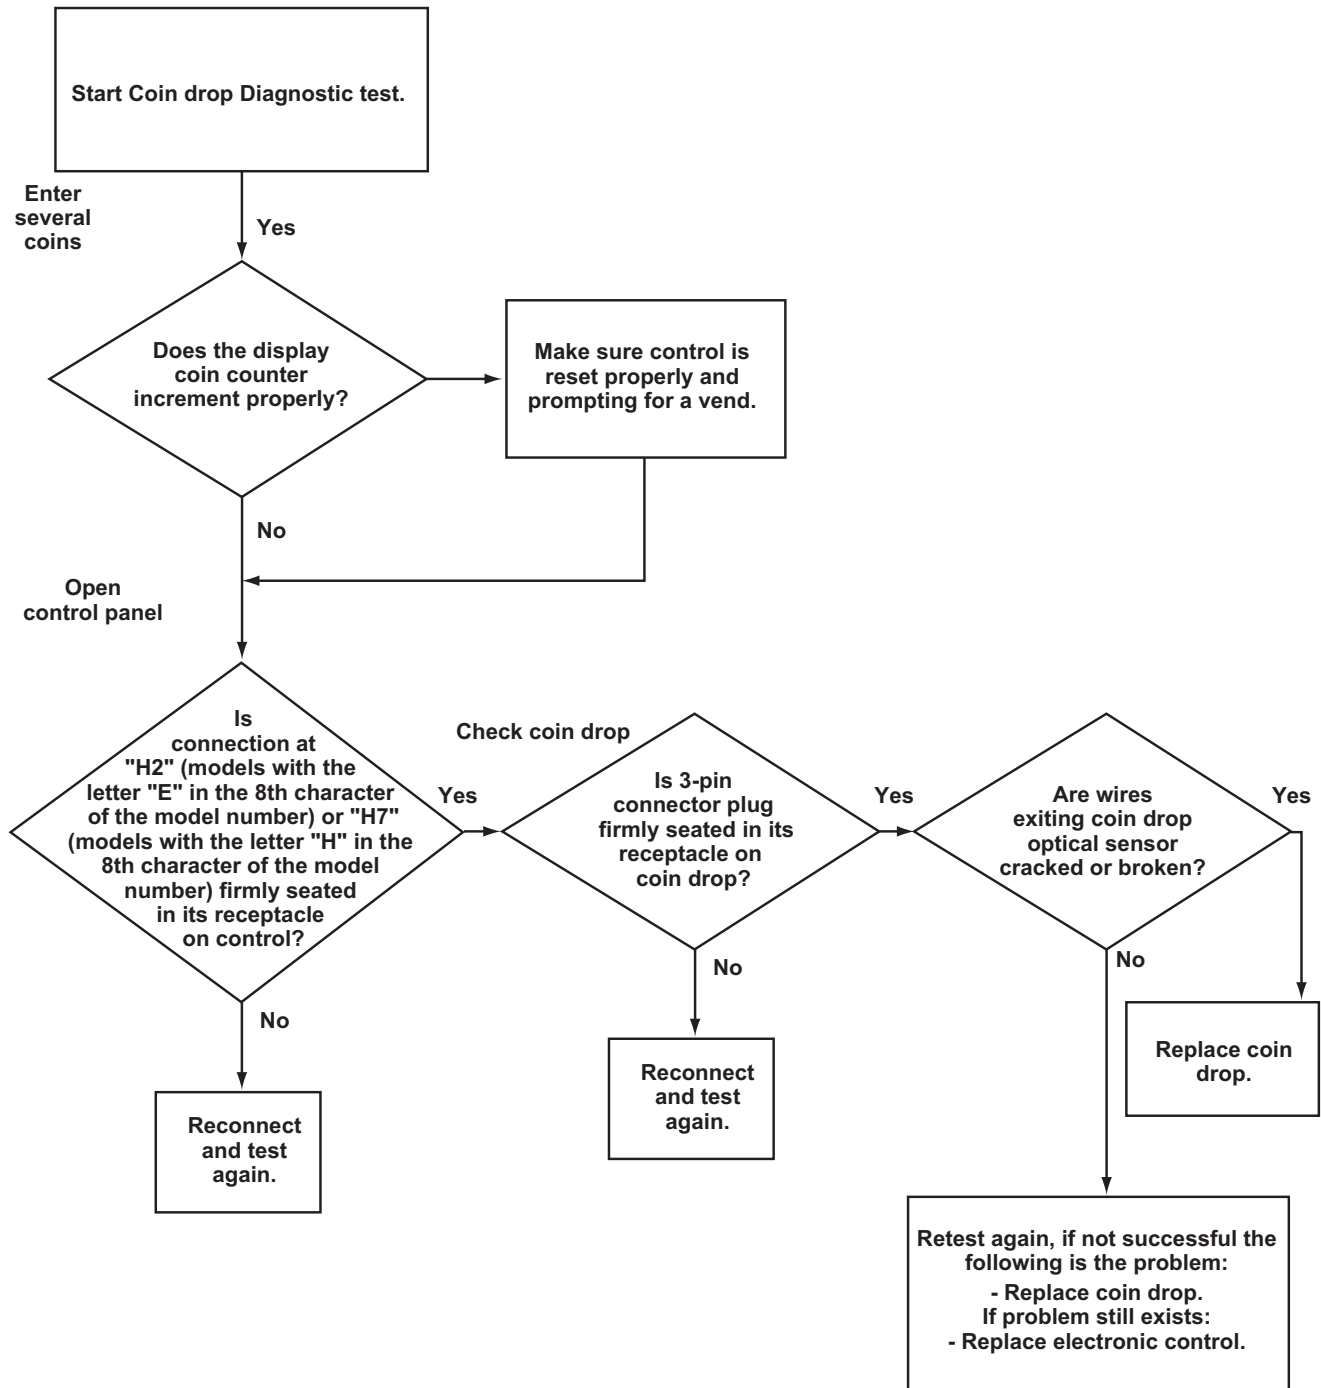 Start Coin drop Diagnostic test.
Enter
several
coins
Yes
Does the display
coin counter
increment properly?
Make sure control is
reset properly and
prompting for a vend.
No
Open
control panel
Is
connection at
"H2" (models with the
letter "E" in the 8th character
of the model number) or "H7"
(models with the letter "H" in the
8th character of the model
number) firmly seated
in its receptacle
on control?
Yes
Check coin drop
Is 3-pin
connector plug
firmly seated in its
receptacle on
coin drop?
Yes
Are wires
exiting coin drop
optical sensor
cracked or broken?
Yes
No
Reconnect
and test
again.
No
Reconnect
and test
again.
No
Replace coin
drop.
Retest again, if not successful the
following is the problem:
- Replace coin drop.
If problem still exists:
- Replace electronic control.